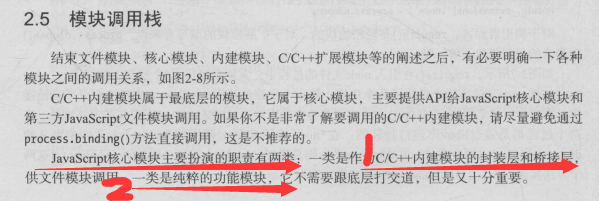 2.5 模块调用栈
结束文件模块、核心模块、内建模块、C/C++扩展模块等的阐述之后，有必要明确一下各种
模块之间的调用关系，如图2-8所示。
C/C++内建模块属于最底层的模块，它属于核心模块，主要提供API给JavaScript核心模块和
第三方JavaScript文件模块调用。如果你不是非常了解要调用的C/C++内建模块，请尽量避免通过
process.binding()方法直接调用，这是不推荐的。
1
JavaScript核心模块主要扮演的职责有两类：一类是作为C/C++内建模块的封装层和桥接层，
供文件模块调用；一类是纯粹的功能模块，它不需要跟底层打交道，但是又十分重要。
2